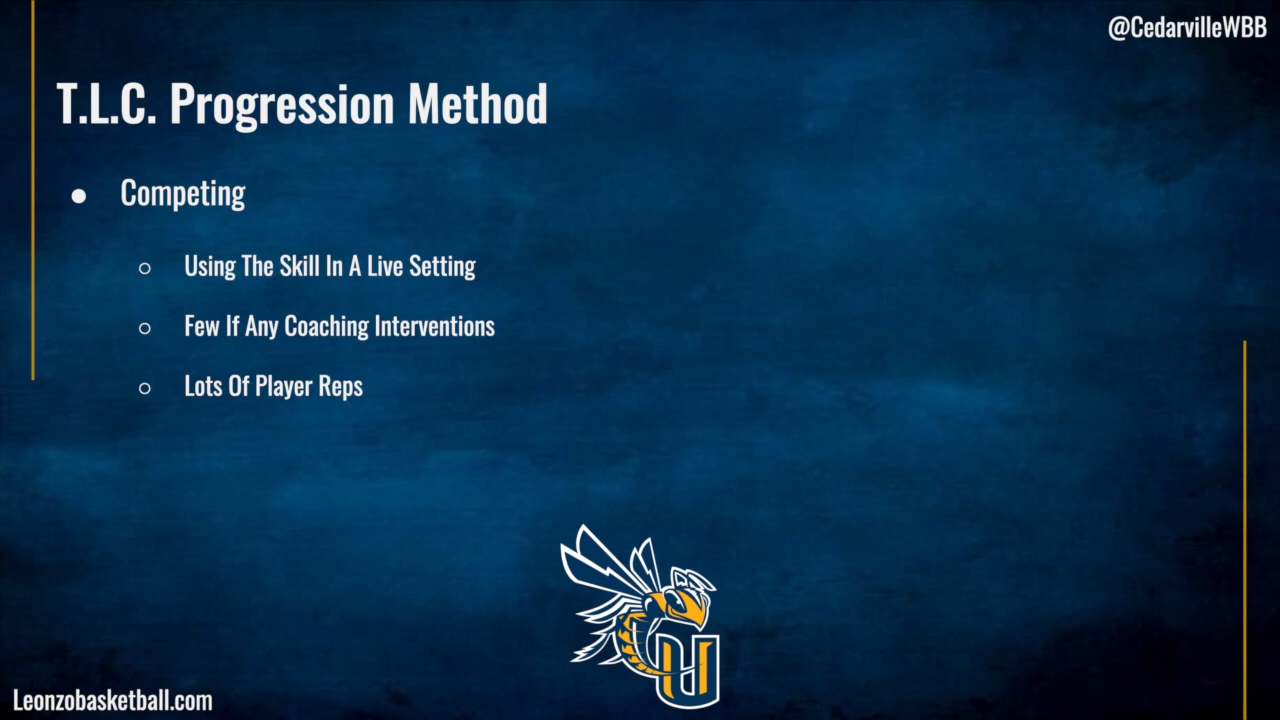 @CedarvilleWBB
T.L.C. Progression Method
● Competing
○ Using The Skill In A Live Setting
○ Few If Any Coaching Interventions
○ Lots Of Player Reps
U
Leonzobasketball.com